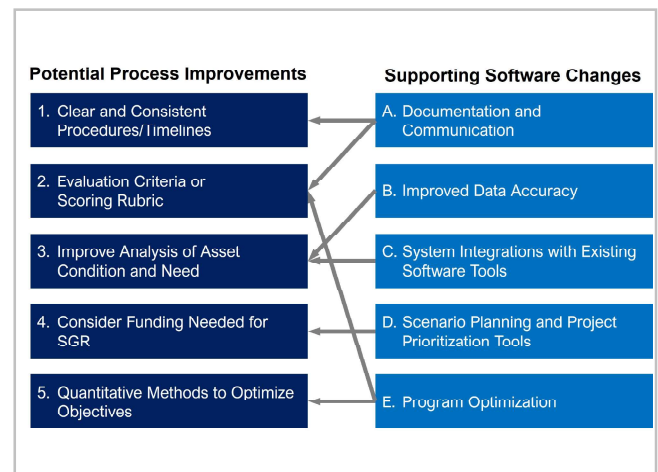 Potential Process Improvements
Supporting Software Changes
1. Clear and Consistent
Procedures/Timelines
A. Documentation and
Communication
2. Evaluation Criteria or
Scoring Rubric
B. Improved Data Accuracy
3. Improve Analysis of Asset
Condition and Need
C. System Integrations with Existing
Software Tools
4. Consider Funding Needed for
SGR
D. Scenario Planning and Project
Prioritization Tools
5. Quantitative Methods to Optimize
Objectives
E. Program Optimization